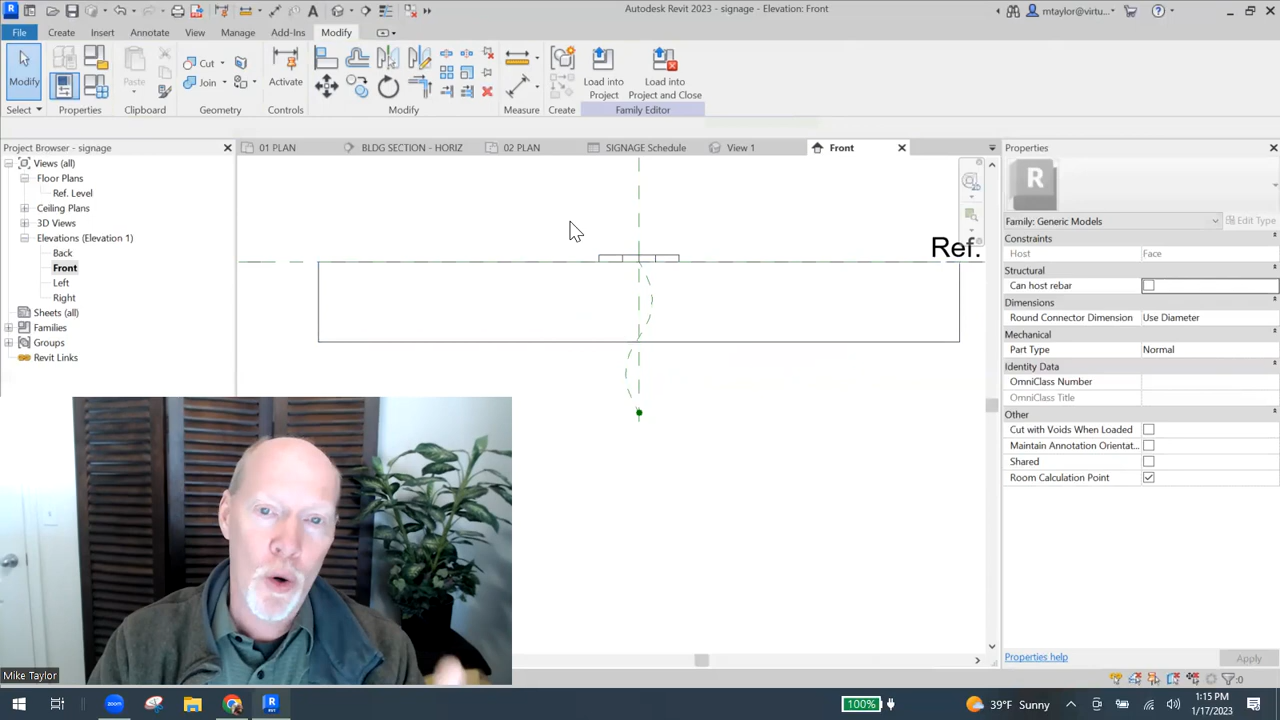 Autodesk Revit 2023 - signage - Elevation: Front
mtaylor@virtu...
File Create Insert Annotate View Manage Add-Ins Modify
Modify
Paste
Cut
Join
Activate
Load into
Project
Load into
Project and Close
Select Properties Clipboard Geometry Controls Modify Measure Create Family Editor
Project Browser - signage
01 PLAN
BLDG SECTION - HORIZ
02 PLAN
SIGNAGE Schedule
View 1
Front
Properties
Views (all)
Floor Plans
Ref. Level
Ceiling Plans
3D Views
Elevations (Elevation 1)
Back
Front
Left
Right
Sheets (all)
Families
Groups
Revit Links
Ref.
R
Family: Generic Models
Edit Type
Constraints
Host Face
Structural
Can host rebar
Dimensions
Round Connector Dimension Use Diameter
Mechanical
Part Type Normal
Identity Data
OmniClass Number
OmniClass Title
Other
Cut with Voids When Loaded
Maintain Annotation Orientat...
Shared
Room Calculation Point
Properties help
Apply
Mike Taylor
:0
100%
39°F Sunny
1:15 PM
1/17/2023